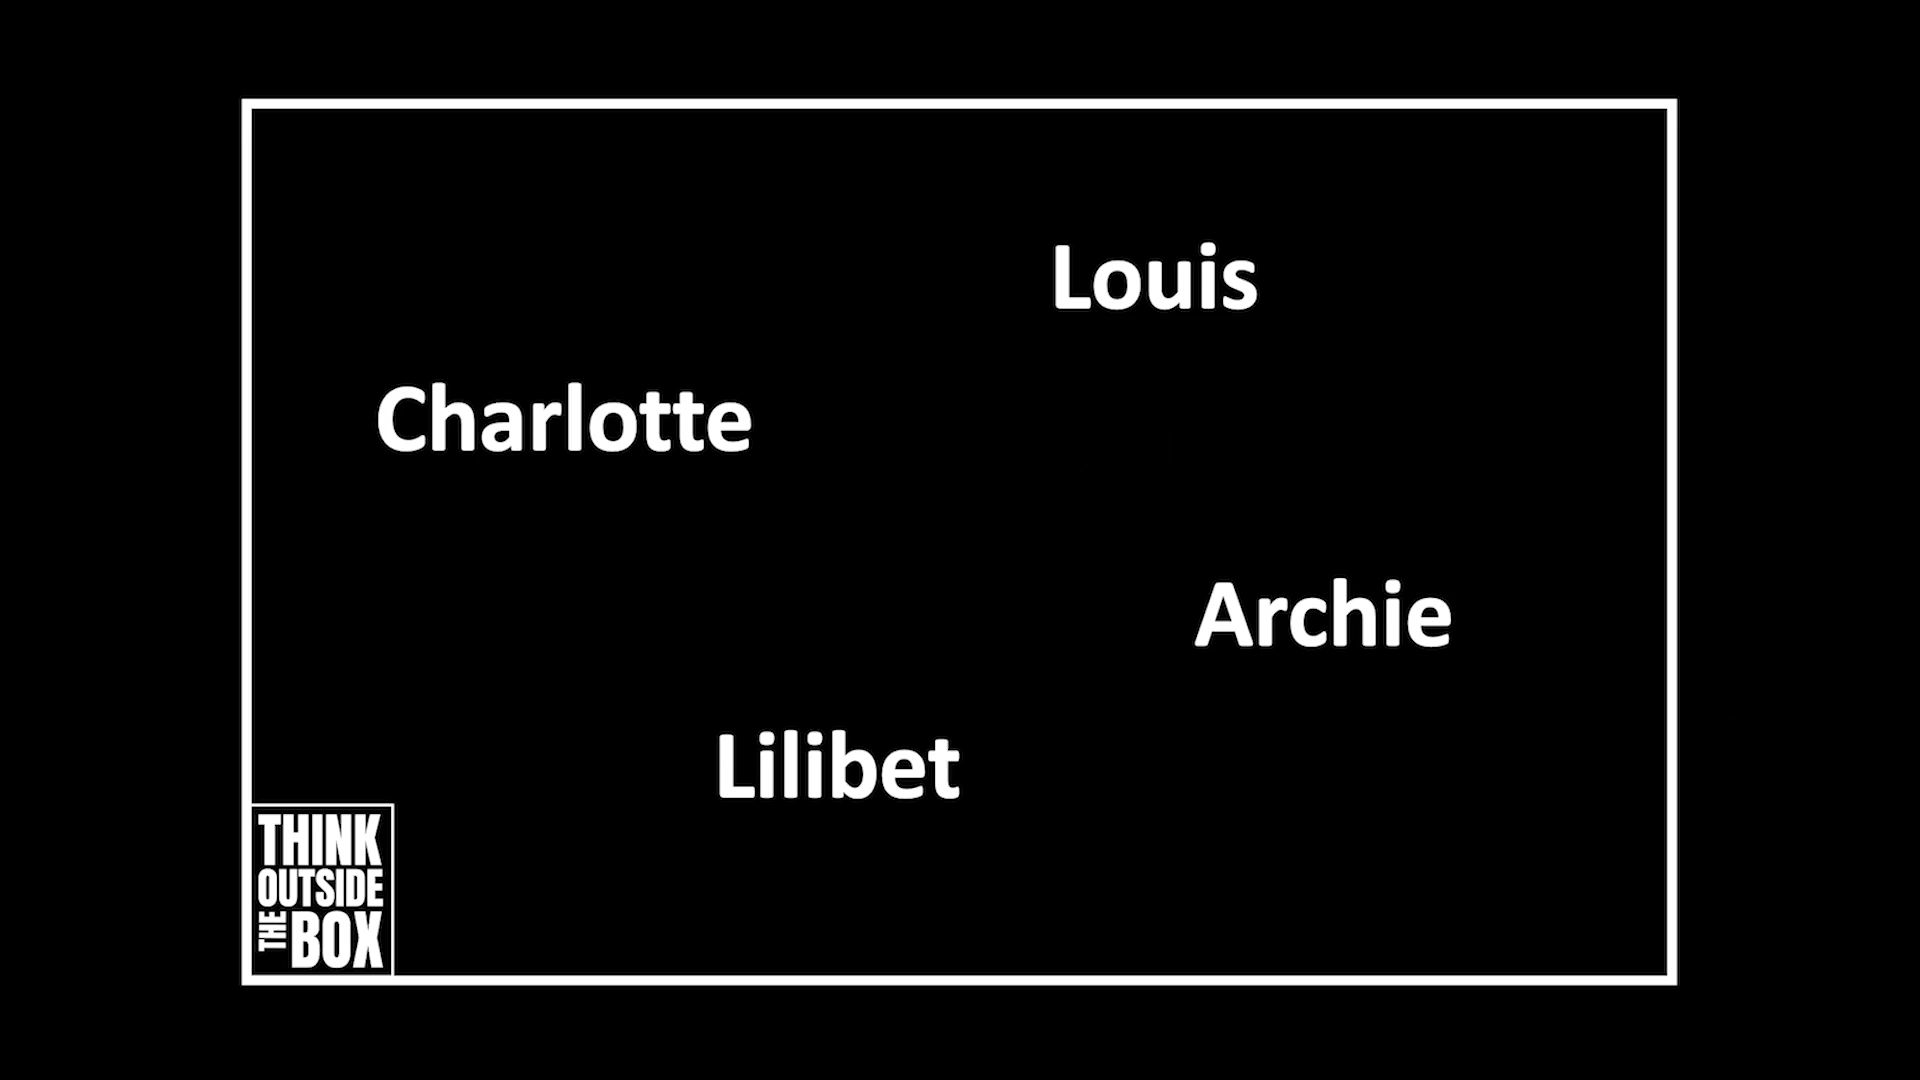 Louis
Charlotte
Archie
Lilibet
THINK
OUTSIDE
THE BOX